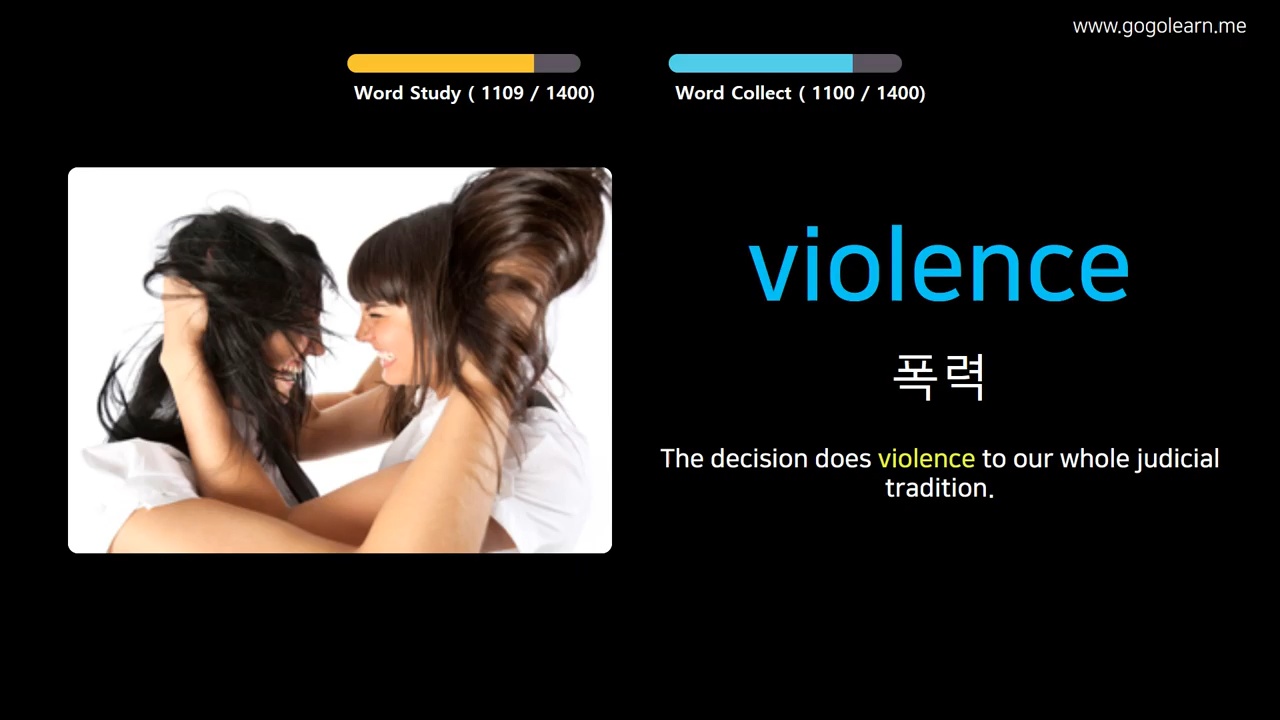 www.gogolearn.me
Word Study ( 1109 / 1400)
Word Collect ( 1100 / 1400)
violence
폭력
The decision does violence to our whole judicial
tradition.